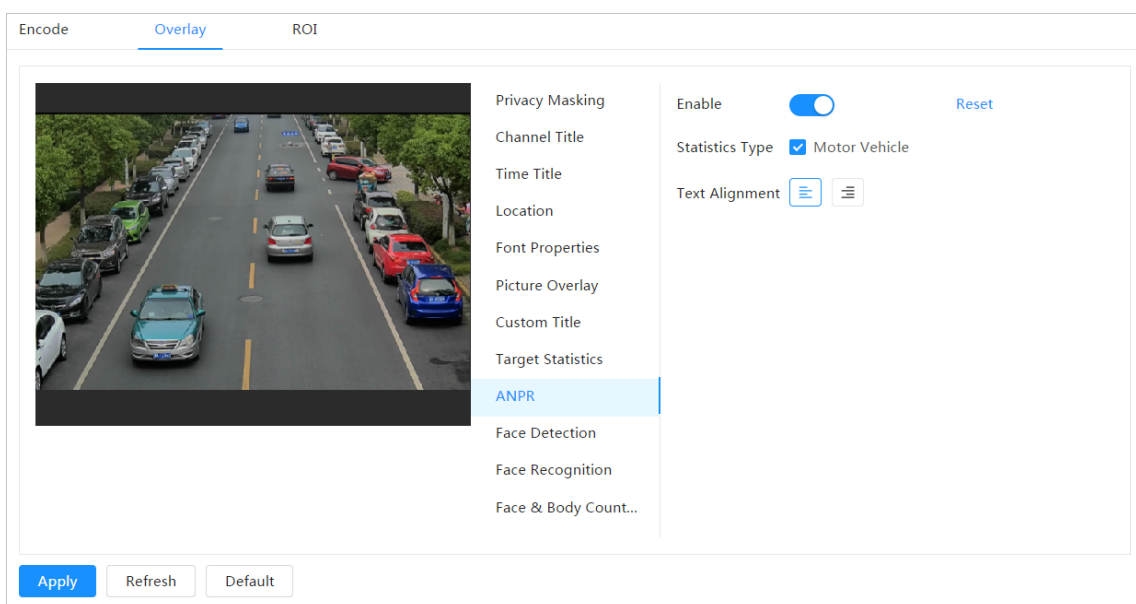 Encode Overlay ROI
Privacy Masking
Channel Title
Time Title
Location
Font Properties
Picture Overlay
Custom Title
Target Statistics
ANPR
Face Detection
Face Recognition
Face & Body Count...
Enable Reset
Statistics Type Motor Vehicle
Text Alignment
Apply Refresh Default